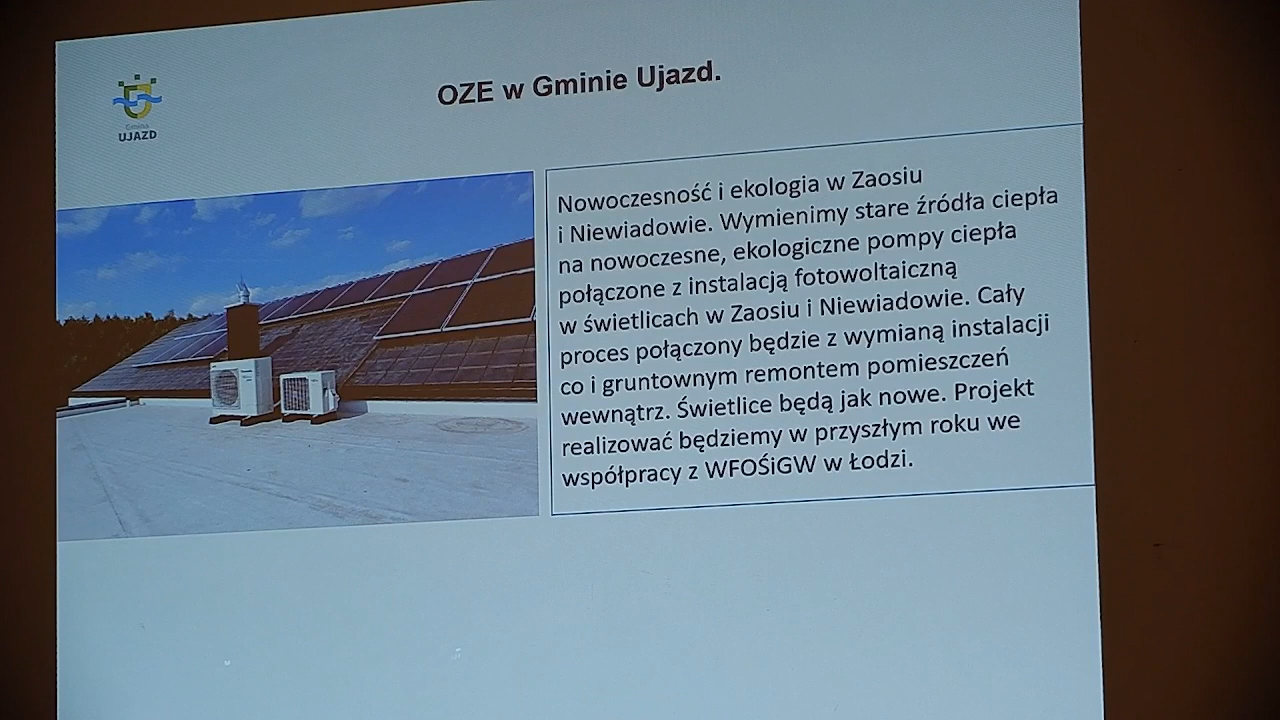 Gmina
UJAZD
OZE w Gminie Ujazd.
Nowoczesność i ekologia w Zaosiu
i Niewiadowie. Wymienimy stare źródła ciepła
na nowoczesne, ekologiczne pompy ciepła
połączone z instalacją fotowoltaiczną
w świetlicach w Zaosiu i Niewiadowie. Cały
proces połączony będzie z wymianą instalacji
co i gruntownym remontem pomieszczeń
wewnątrz. Świetlice będą jak nowe. Projekt
realizować będziemy w przyszłym roku we
współpracy z WFOŚiGW w Łodzi.